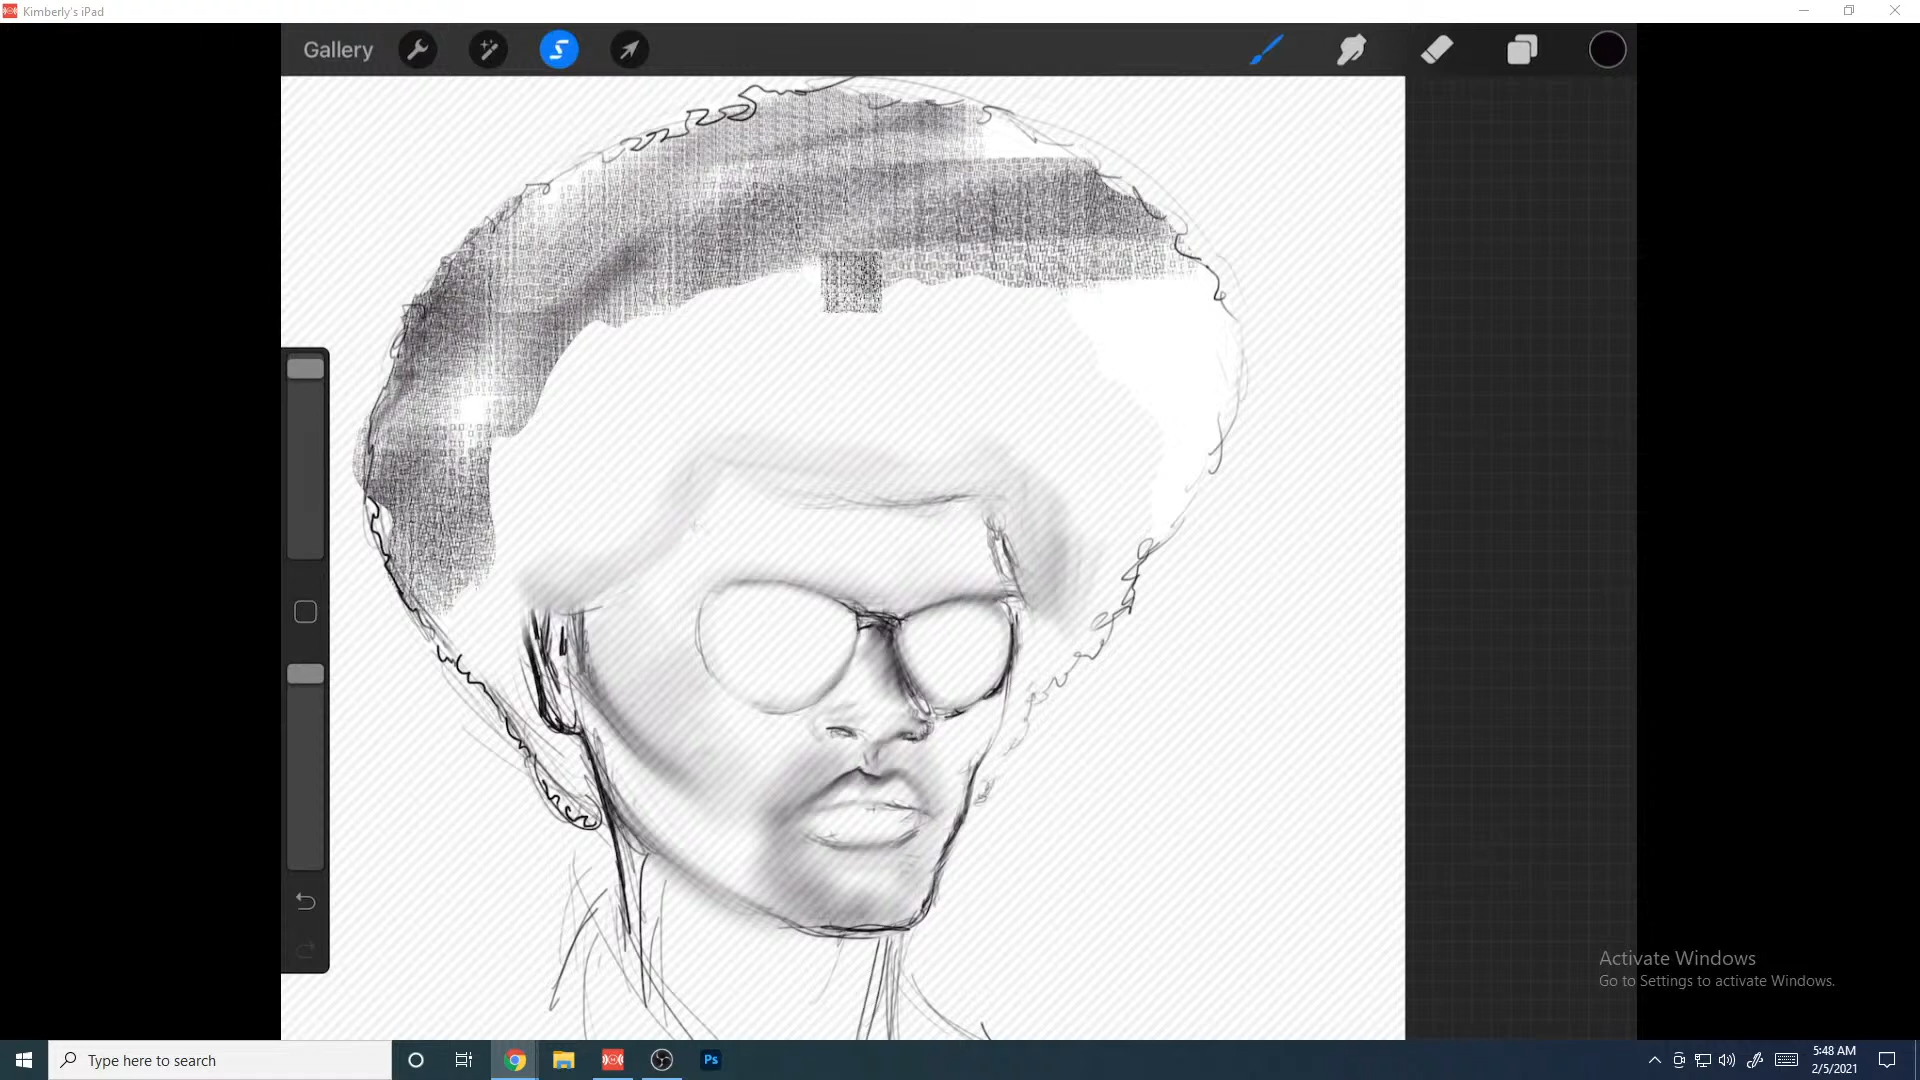 Kimberly's iPad
Gallery
Activate Windows
Go to Settings to activate Windows.
Type here to search
Ps
5:48 AM
2/5/2021